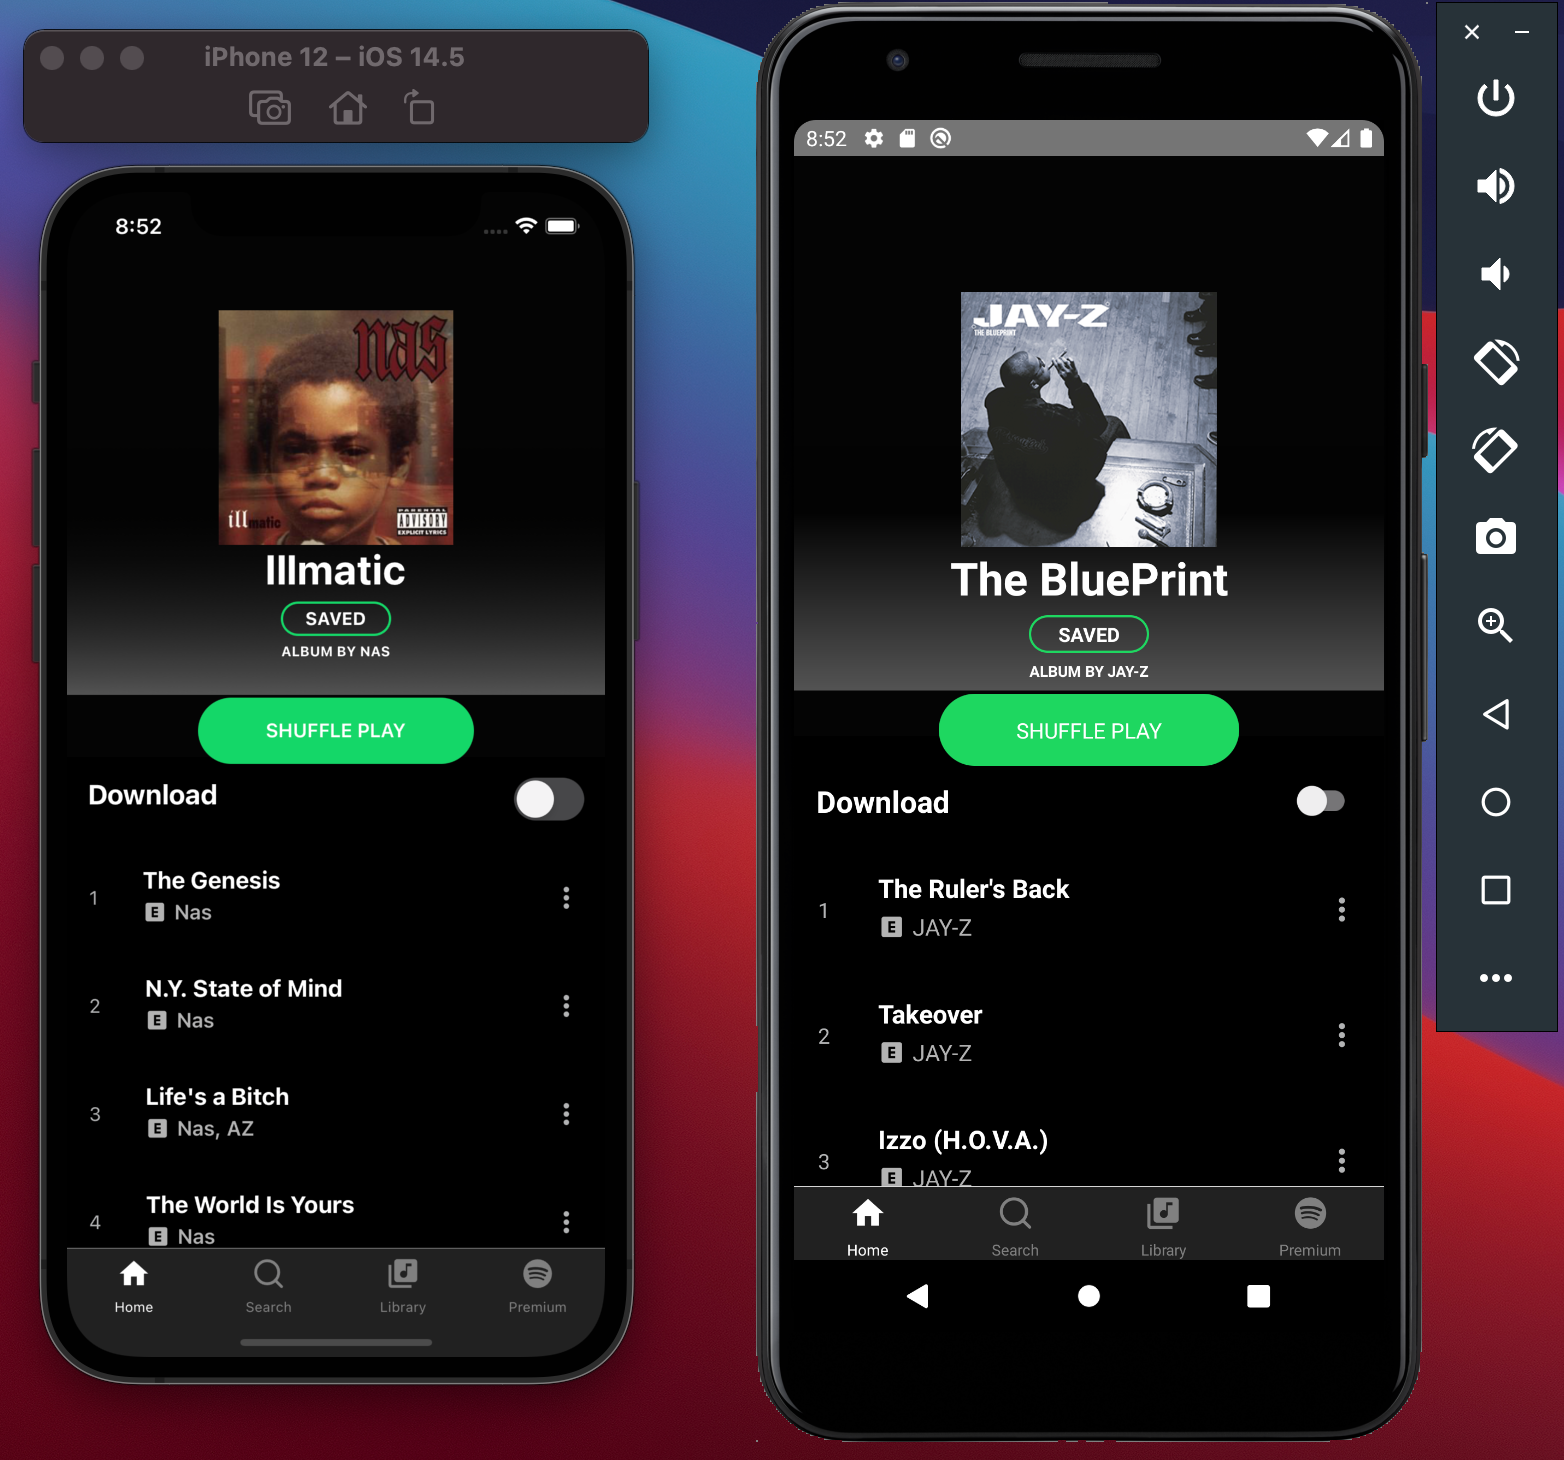 iPhone 12 – iOS 14.5
8:52
nas
illmatic
PARENTAL
ADVISORY
EXPLICIT LYRICS
Illmatic
SAVED
ALBUM BY NAS
SHUFFLE PLAY
Download
1
The Genesis
E Nas
2
N.Y. State of Mind
E Nas
3
Life's a Bitch
E Nas, AZ
4
The World Is Yours
E Nas
Home
Search
Library
Premium
8:52
JAY-Z
THE BLUEPRINT
The BluePrint
SAVED
ALBUM BY JAY-Z
SHUFFLE PLAY
Download
1
The Ruler's Back
E JAY-Z
2
Takeover
E JAY-Z
3
Izzo (H.O.V.A.)
E JAY-Z
Home
Search
Library
Premium